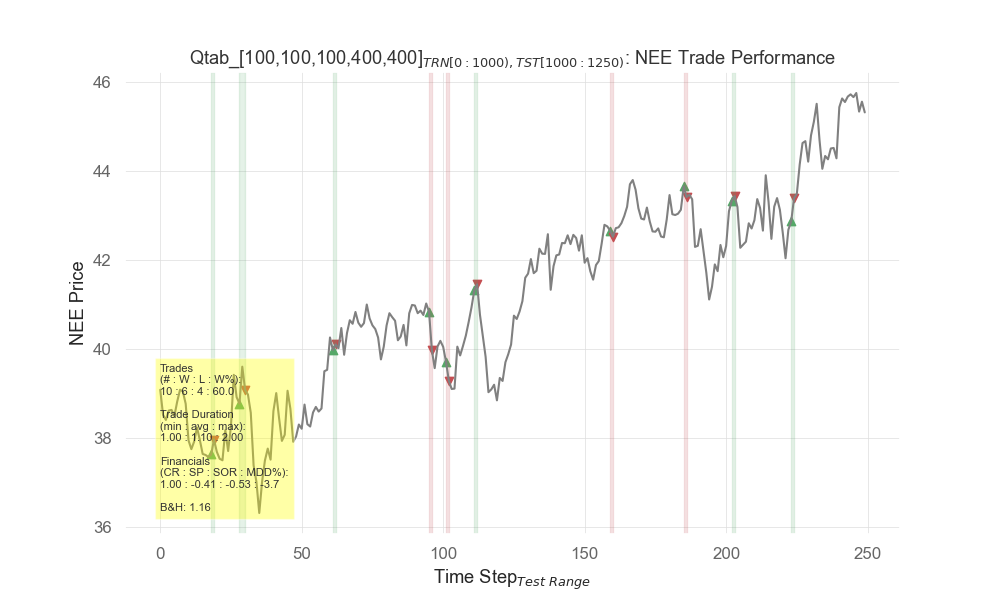 Qtab_[100,100,100,400,400]TRN[0 : 1000), TST[1000 : 1250): NEE Trade Performance
46
44
42
40
38
36
NEE Price
Trades
(# : W : L : W%):
10 : 6 : 4 : 60.0
Trade Duration
(min : avg : max):
1.00 : 1.10 : 2.00
Financials
(CR : SP : SOR : MDD%):
1.00 : -0.41 : -0.53 : -3.7
B&H: 1.16
0 50 100 150 200 250
Time StepTest Range